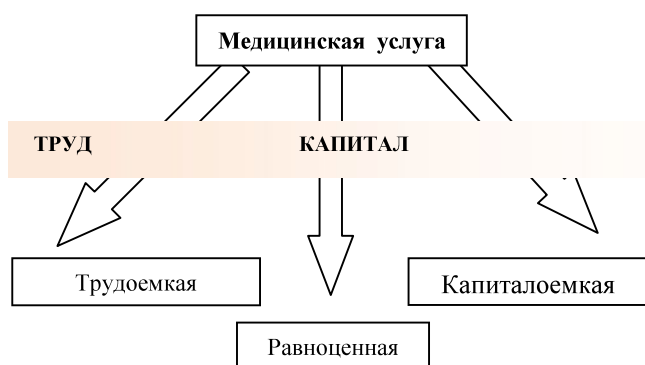 Медицинская услуга
ТРУД КАПИТАЛ
Трудоемкая
Капиталоемкая
Равноценная